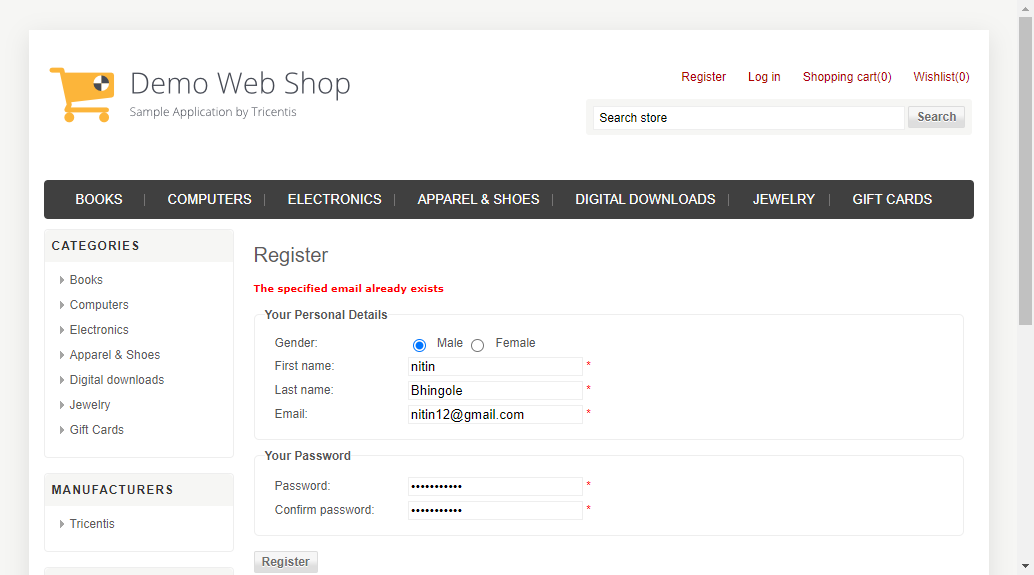 Demo Web Shop
Sample Application by Tricentis
Register Log in Shopping cart(0) Wishlist(0)
Search store Search
BOOKS COMPUTERS ELECTRONICS APPAREL & SHOES DIGITAL DOWNLOADS JEWELRY GIFT CARDS
CATEGORIES
Books
Computers
Electronics
Apparel & Shoes
Digital downloads
Jewelry
Gift Cards
MANUFACTURERS
Tricentis
Register
The specified email already exists
Your Personal Details
Gender: Male Female
First name: nitin *
Last name: Bhingole *
Email: nitin12@gmail.com *
Your Password
Password: ••••••••••• *
Confirm password: ••••••••••• *
Register